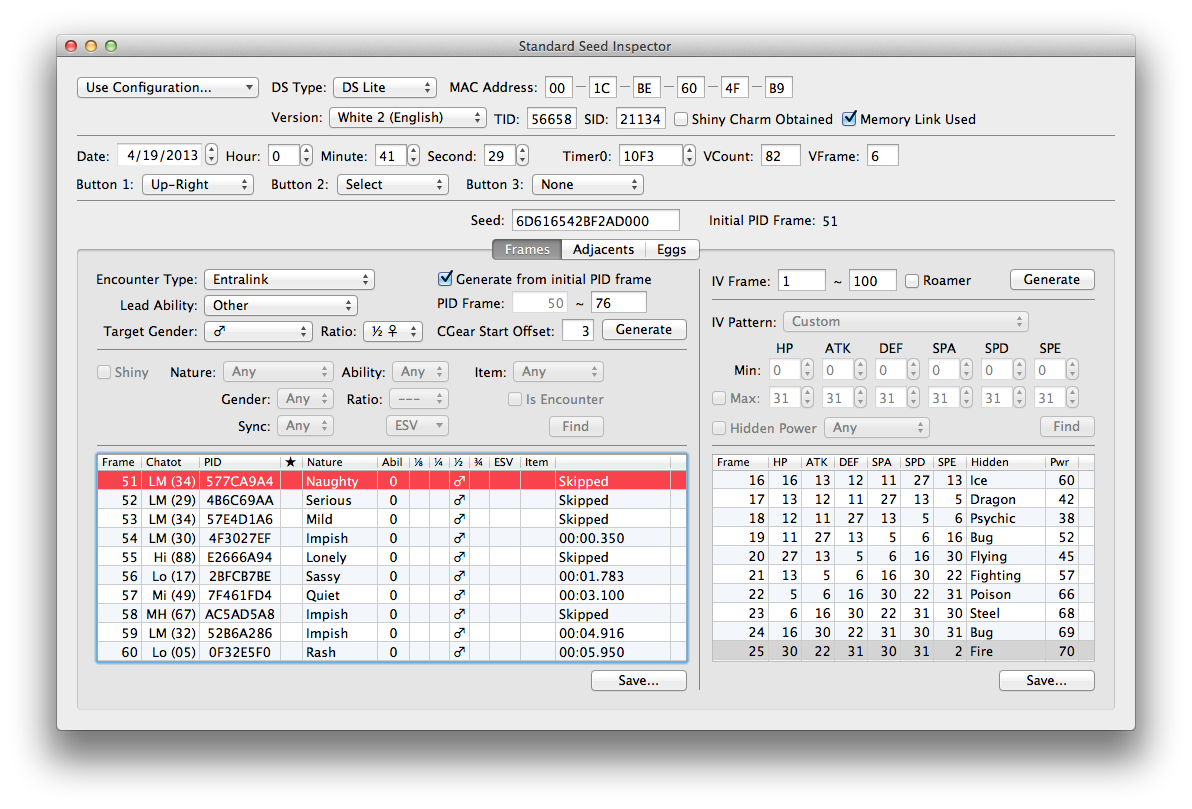 Standard Seed Inspector
Use Configuration... DS Type: DS Lite MAC Address: 00 – 1C – BE – 60 – 4F – B9
Version: White 2 (English) TID: 56658 SID: 21134 Shiny Charm Obtained Memory Link Used
Date: 4/19/2013 Hour: 0 Minute: 41 Second: 29 Timer0: 10F3 VCount: 82 VFrame: 6
Button 1: Up-Right Button 2: Select Button 3: None
Seed: 6D616542BF2AD000 Initial PID Frame: 51
Frames Adjacents Eggs
Encounter Type: Entralink Generate from initial PID frame
Lead Ability: Other PID Frame: 50 ~ 76
Target Gender: ♂ Ratio: ½ ♀ CGear Start Offset: 3 Generate
Shiny Nature: Any Ability: Any Item: Any
Gender: Any Ratio: --- Is Encounter
Sync: Any ESV Find
Frame Chatot PID ★ Nature Abil ⅛ ¼ ½ ¾ ESV Item
51 LM (34) 577CA9A4 Naughty 0 ♂ Skipped
52 LM (29) 4B6C69AA Serious 0 ♂ Skipped
53 LM (34) 57E4D1A6 Mild 0 ♂ Skipped
54 LM (30) 4F3027EF Impish 0 ♂ 00:00.350
55 Hi (88) E2666A94 Lonely 0 ♂ Skipped
56 Lo (17) 2BFCB7BE Sassy 0 ♂ 00:01.783
57 Mi (49) 7F461FD4 Quiet 0 ♂ 00:03.100
58 MH (67) AC5AD5A8 Impish 0 ♂ Skipped
59 LM (32) 52B6A286 Impish 0 ♂ 00:04.916
60 Lo (05) 0F32E5F0 Rash 0 ♂ 00:05.950
Save...
IV Frame: 1 ~ 100 Roamer Generate
IV Pattern: Custom
HP ATK DEF SPA SPD SPE
Min: 0 0 0 0 0 0
Max: 31 31 31 31 31 31
Hidden Power Any Find
Frame HP ATK DEF SPA SPD SPE Hidden Pwr
16 16 13 12 11 27 13 Ice 60
17 13 12 11 27 13 5 Dragon 42
18 12 11 27 13 5 6 Psychic 38
19 11 27 13 5 6 16 Bug 52
20 27 13 5 6 16 30 Flying 45
21 13 5 6 16 30 22 Fighting 57
22 5 6 16 30 22 31 Poison 66
23 6 16 30 22 31 30 Steel 68
24 16 30 22 31 30 31 Bug 69
25 30 22 31 30 31 2 Fire 70
Save...